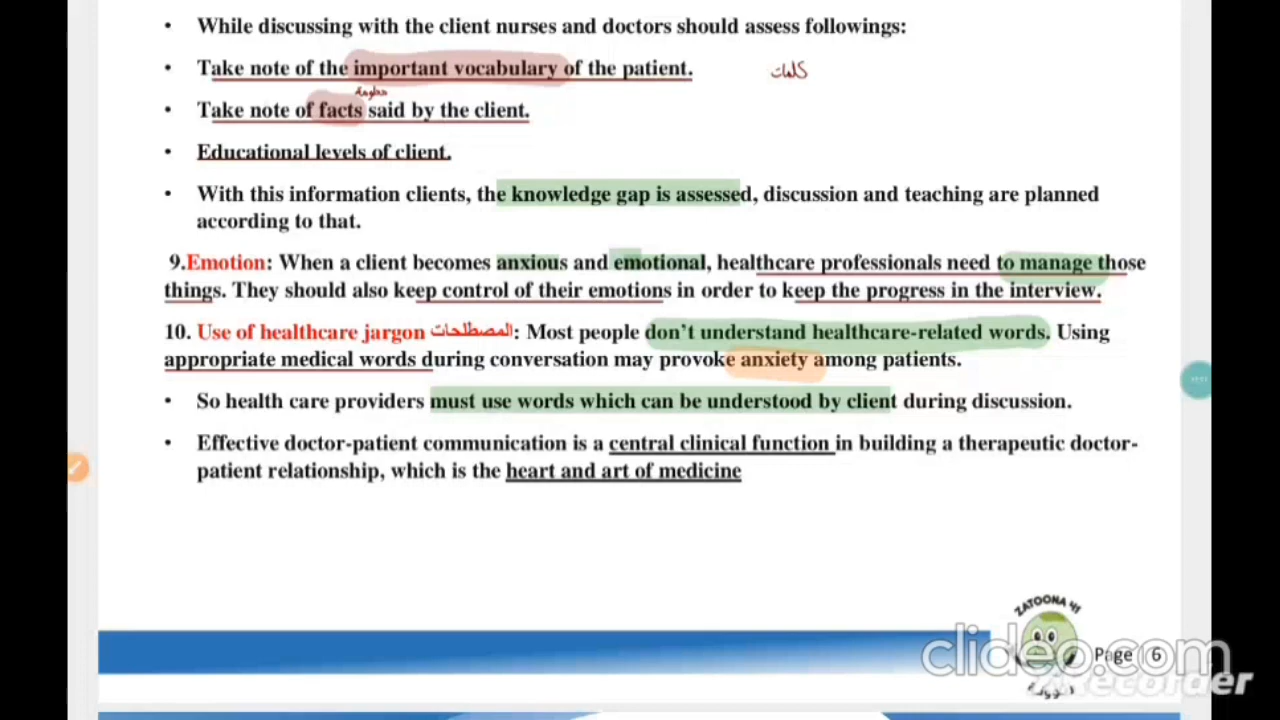 • While discussing with the client nurses and doctors should assess followings:
• Take note of the important vocabulary of the patient.
كلمات
معلومة
• Take note of facts said by the client.
• Educational levels of client.
• With this information clients, the knowledge gap is assessed, discussion and teaching are planned
according to that.
9.Emotion: When a client becomes anxious and emotional, healthcare professionals need to manage those
things. They should also keep control of their emotions in order to keep the progress in the interview.
10. Use of healthcare jargon المصطلحات: Most people don't understand healthcare-related words. Using
appropriate medical words during conversation may provoke anxiety among patients.
• So health care providers must use words which can be understood by client during discussion.
• Effective doctor-patient communication is a central clinical function in building a therapeutic doctor-
patient relationship, which is the heart and art of medicine
ZATOONA
clideo.com
Page | 6
Recorder